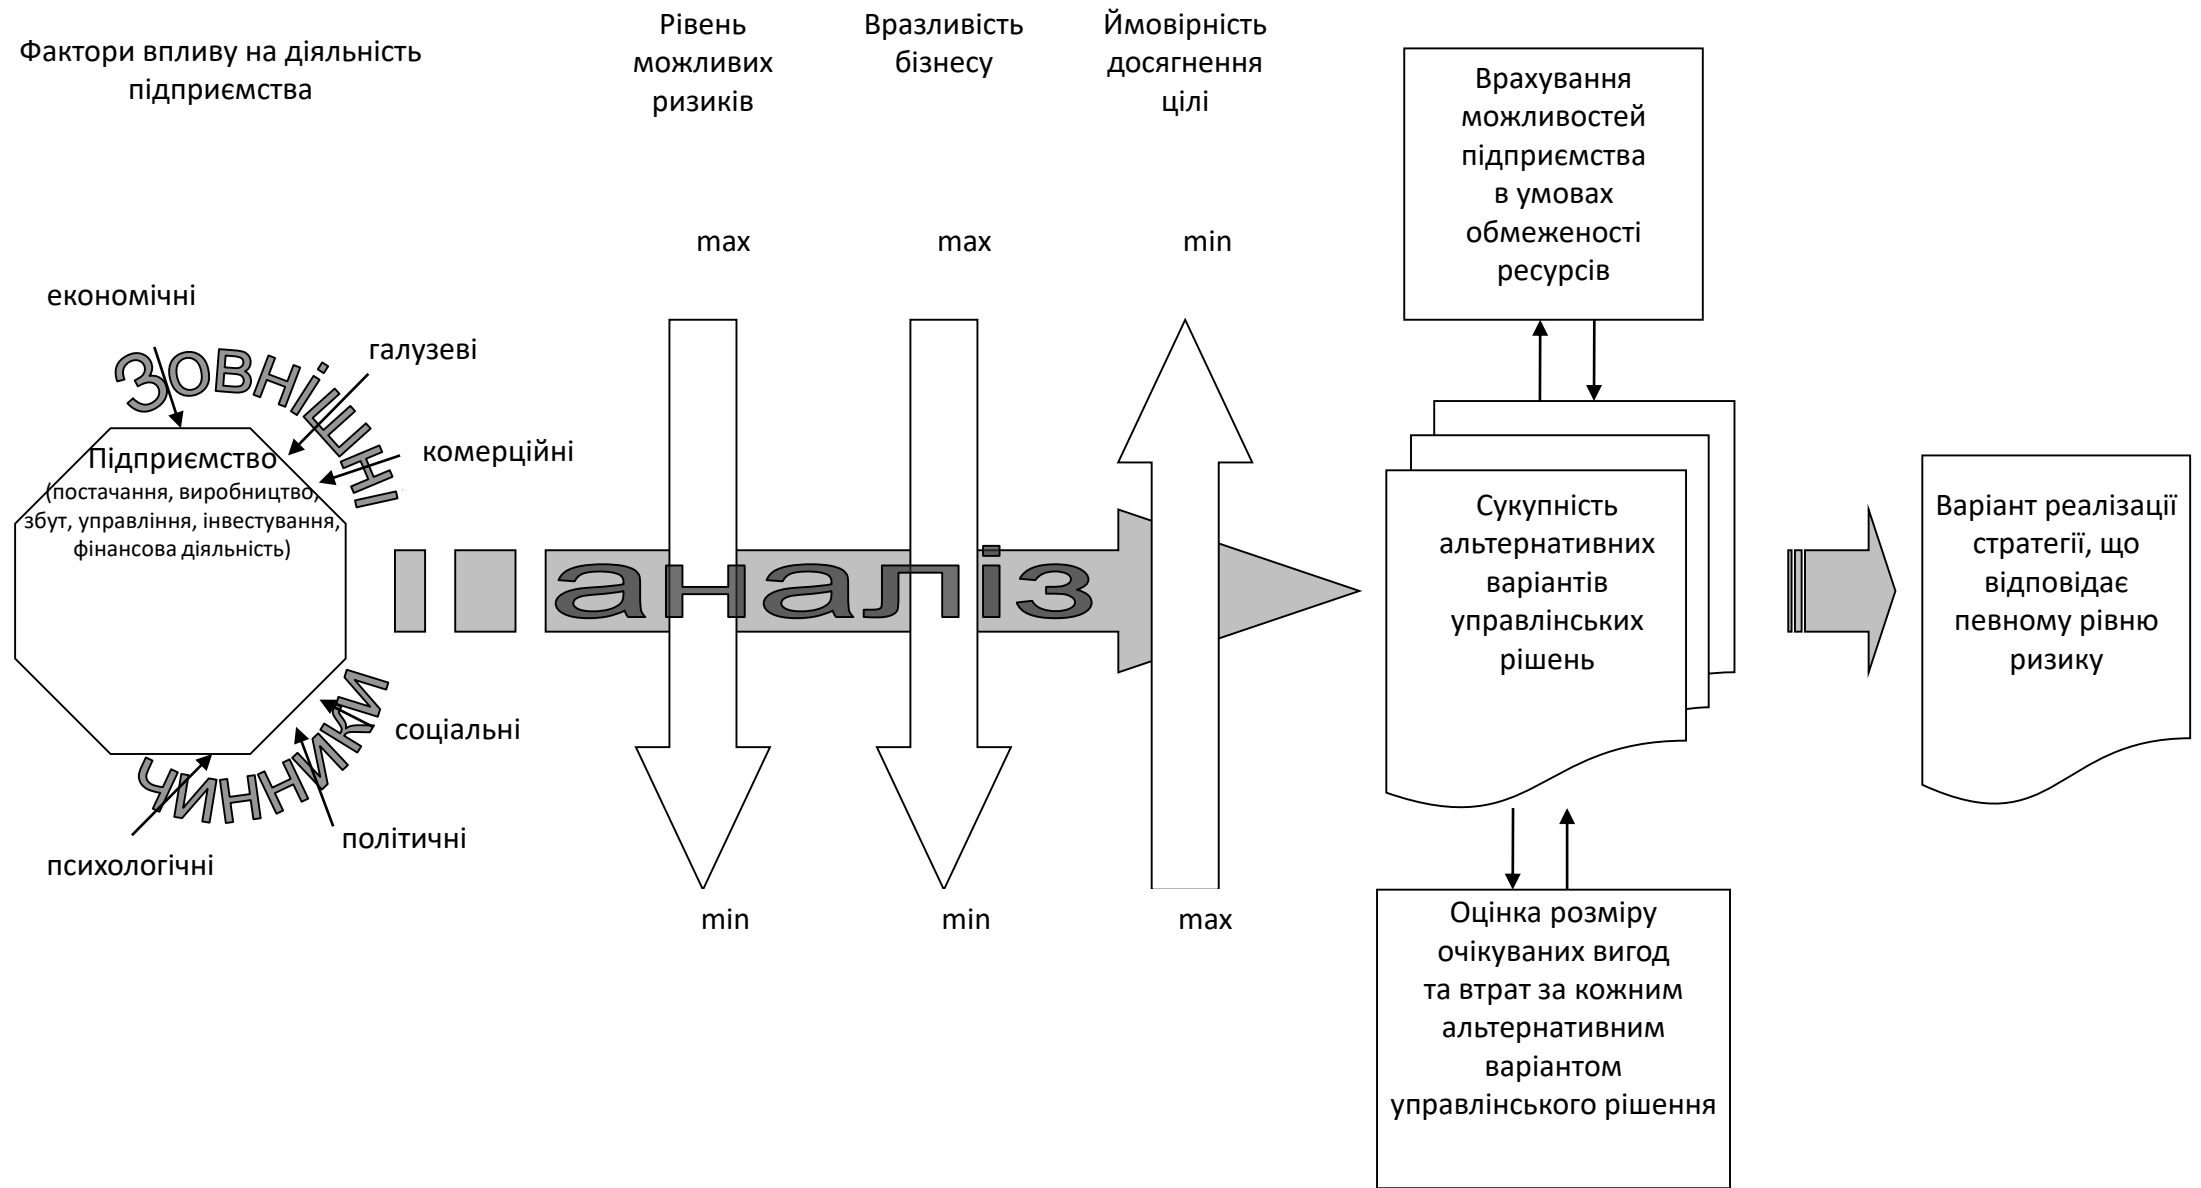 Фактори впливу на діяльність
підприємства
Рівень
можливих
ризиків
Вразливість
бізнесу
Ймовірність
досягнення
цілі
max
max
min
економічні
галузеві
комерційні
Зовнішні
Підприємство
(постачання, виробництво,
збут, управління, інвестування,
фінансова діяльність)
соціальні
політичні
психологічні
чинники
аналіз
min
min
max
Врахування
можливостей
підприємства
в умовах
обмеженості
ресурсів
Сукупність
альтернативних
варіантів
управлінських
рішень
Оцінка розміру
очікуваних вигод
та втрат за кожним
альтернативним
варіантом
управлінського рішення
Варіант реалізації
стратегії, що
відповідає
певному рівню
ризику